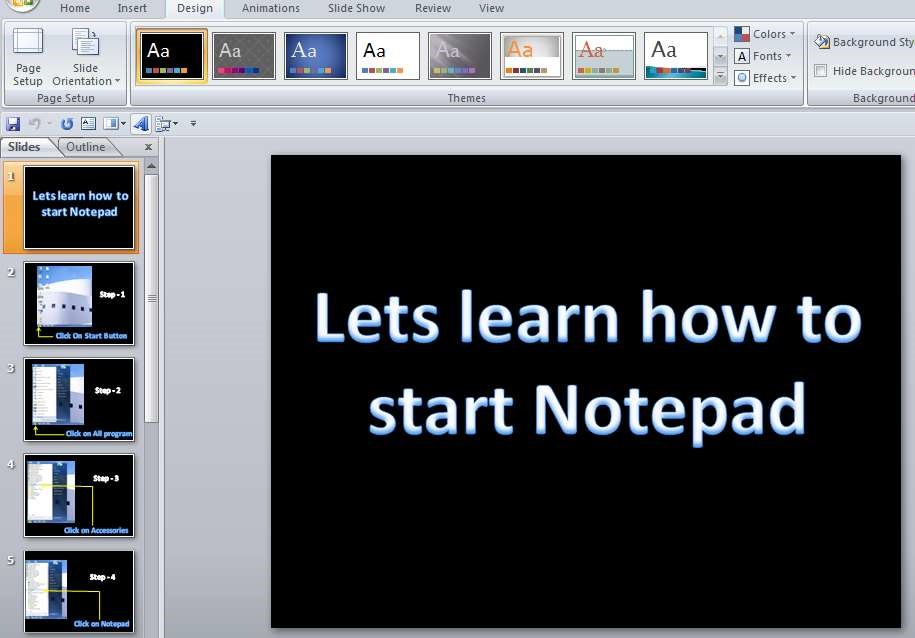 Home Insert Design Animations Slide Show Review View
Aa Aa Aa Aa Aa Aa Aa Aa
Colors
Fonts
Effects
Background Sty
Hide Backgroun
Page Setup
Slide Orientation
Page Setup
Themes
Background
Slides Outline x
1
Lets learn how to
start Notepad
2
Step - 1
Click On Start Button
3
Step - 2
Click on All program
4
Step - 3
Click on Accessories
5
Step - 4
Click on Notepad
Lets learn how to
start Notepad